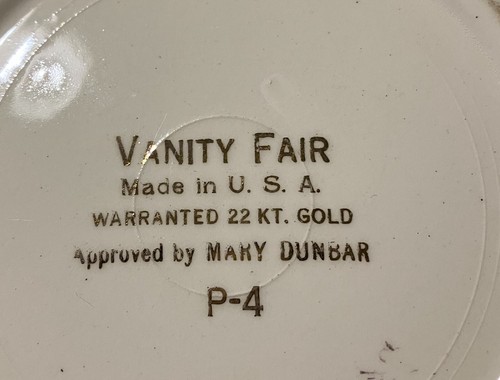 VANITY FAIR
Made in U. S. A.
WARRANTED 22 KT. GOLD
Approved by MARY DUNBAR
P-4